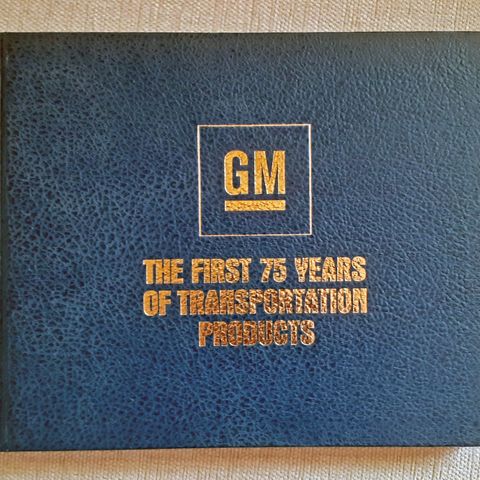 GM
THE FIRST 75 YEARS
OF TRANSPORTATION
PRODUCTS